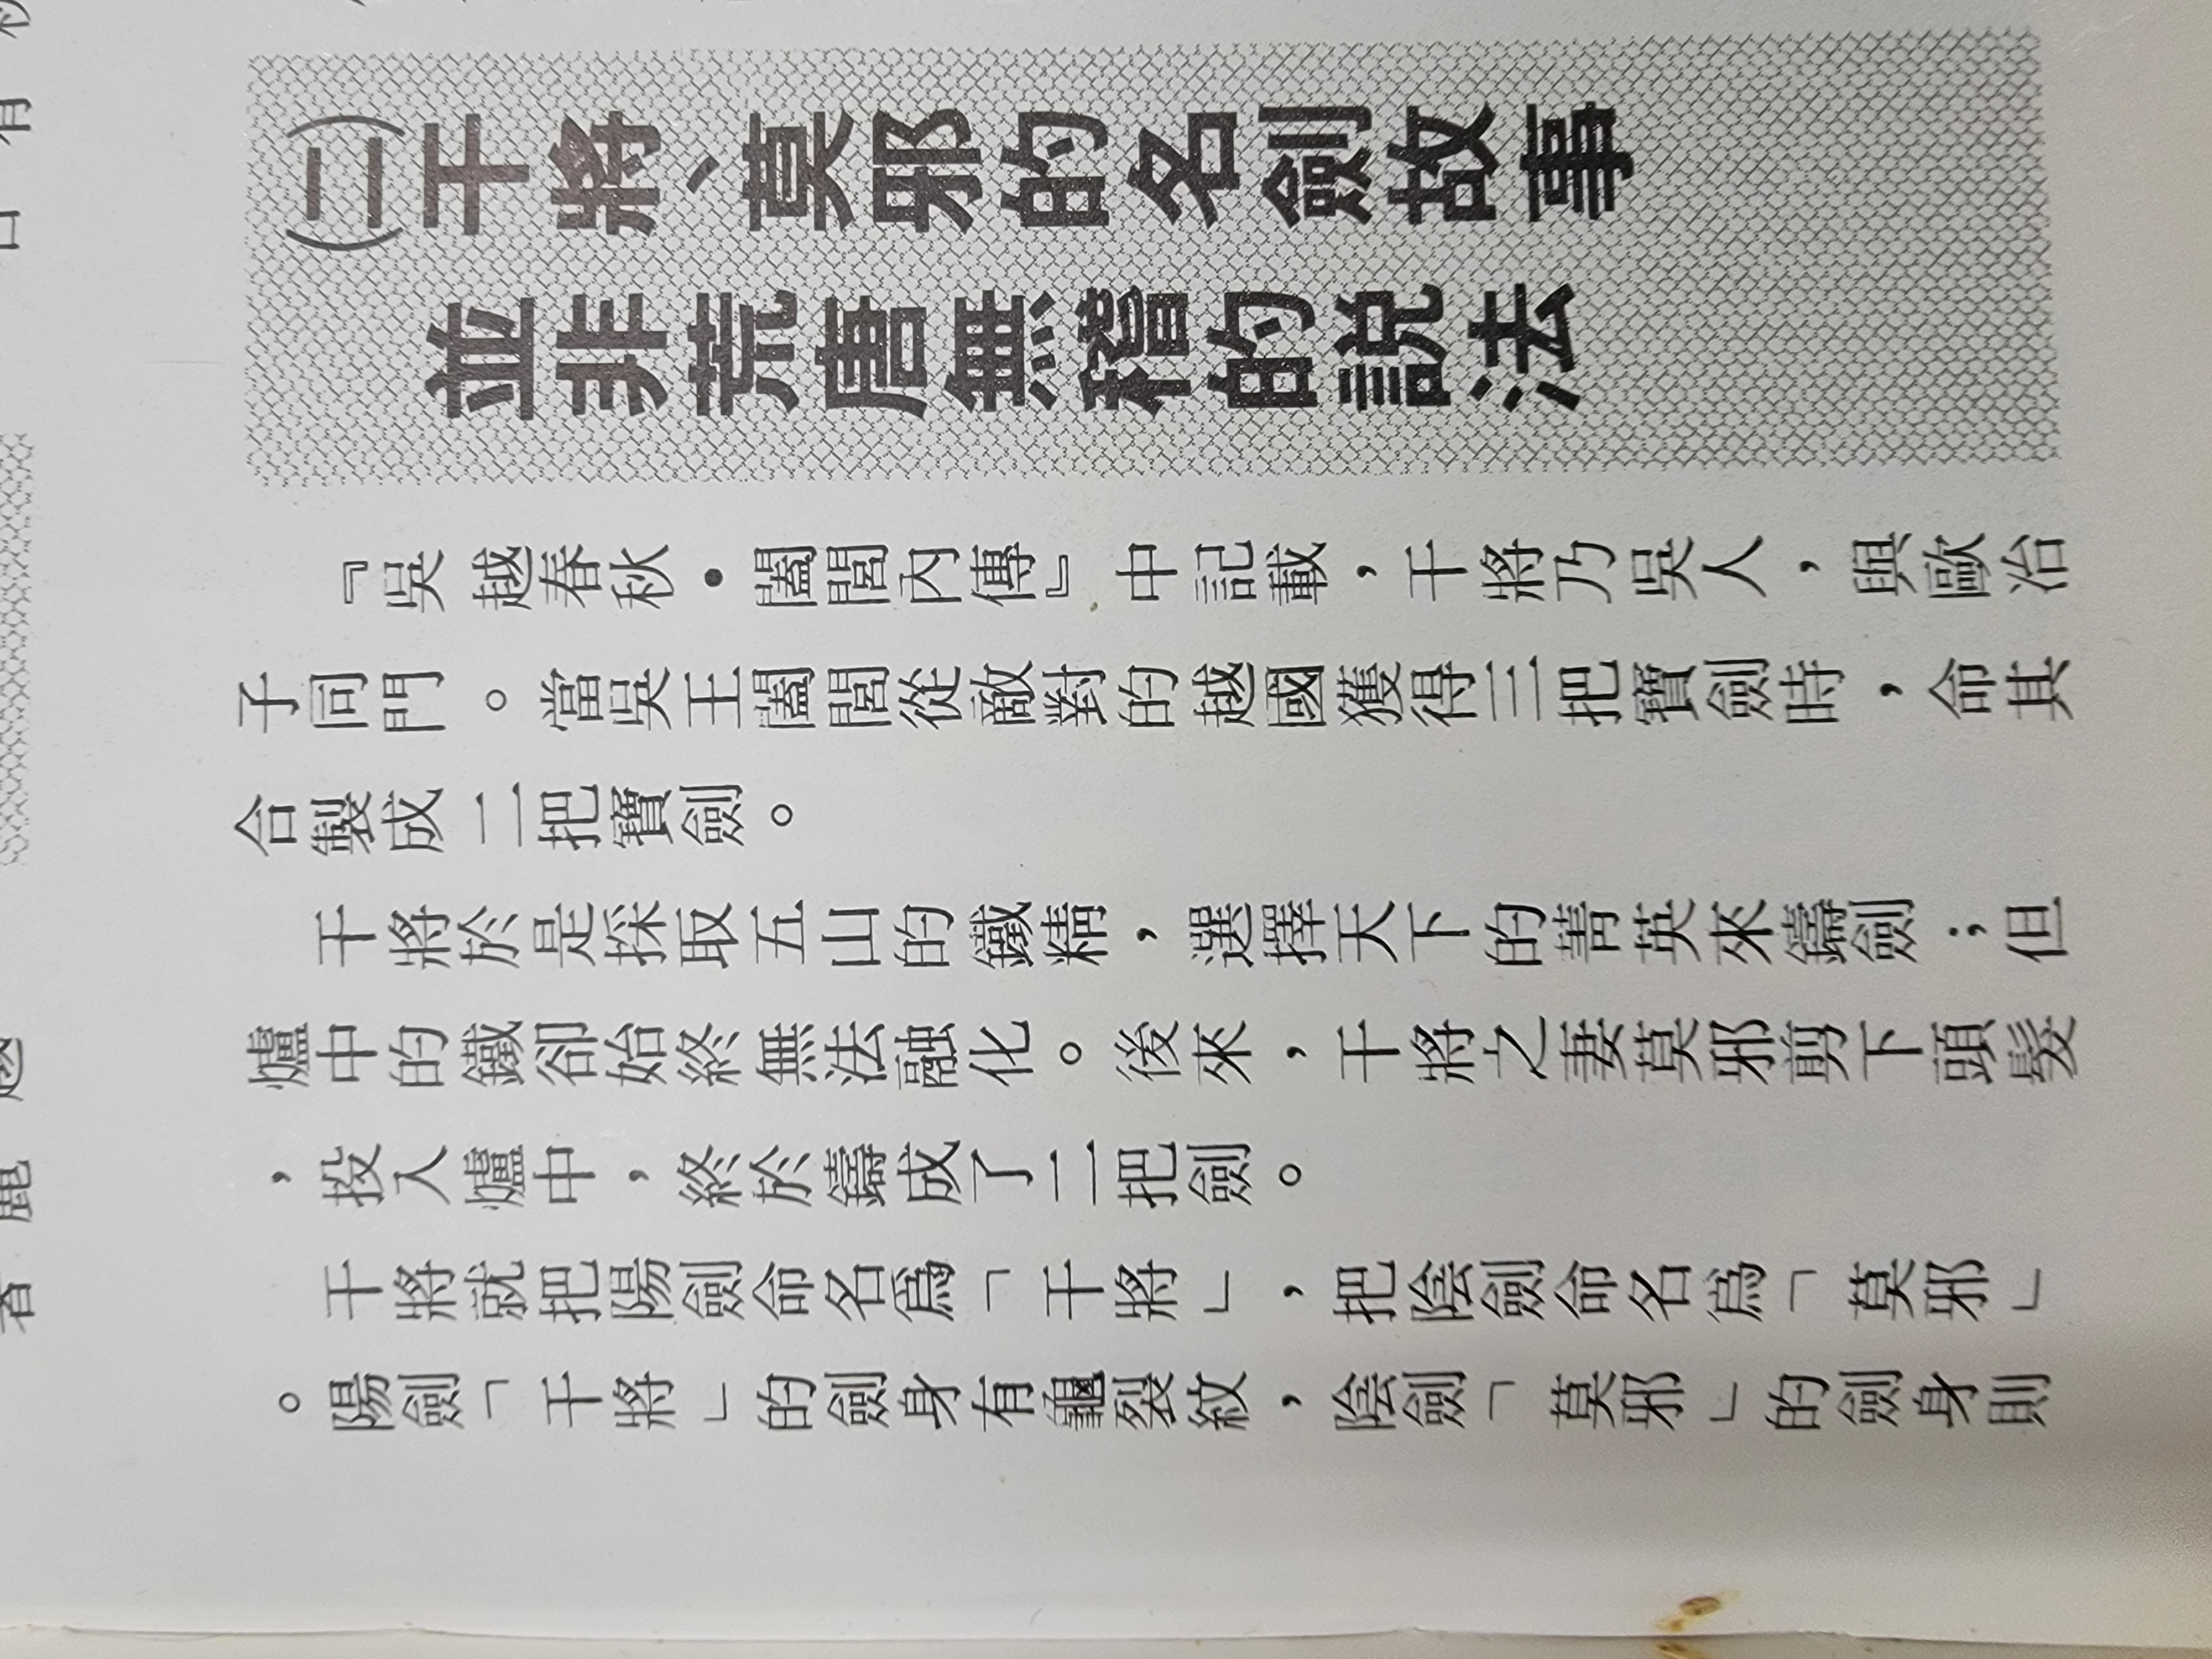 (二)干將、莫邪的名劍故事
並非荒唐無稽的說法
『吳越春秋・闔閭內傳』中記載，干將乃吳人，與歐冶
子同門。當吳王闔閭從敵對的越國獲得三把寶劍時，命其
合製成二把寶劍。
干將於是採取五山的鐵精，選擇天下的菁英來鑄劍；但
爐中的鐵卻始終無法融化。後來，干將之妻莫邪剪下頭髮
，投入爐中，終於鑄成了二把劍。
干將就把陽劍命名爲「干將」，把陰劍命名爲「莫邪」
。陽劍「干將」的劍身有龜裂紋，陰劍「莫邪」的劍身則